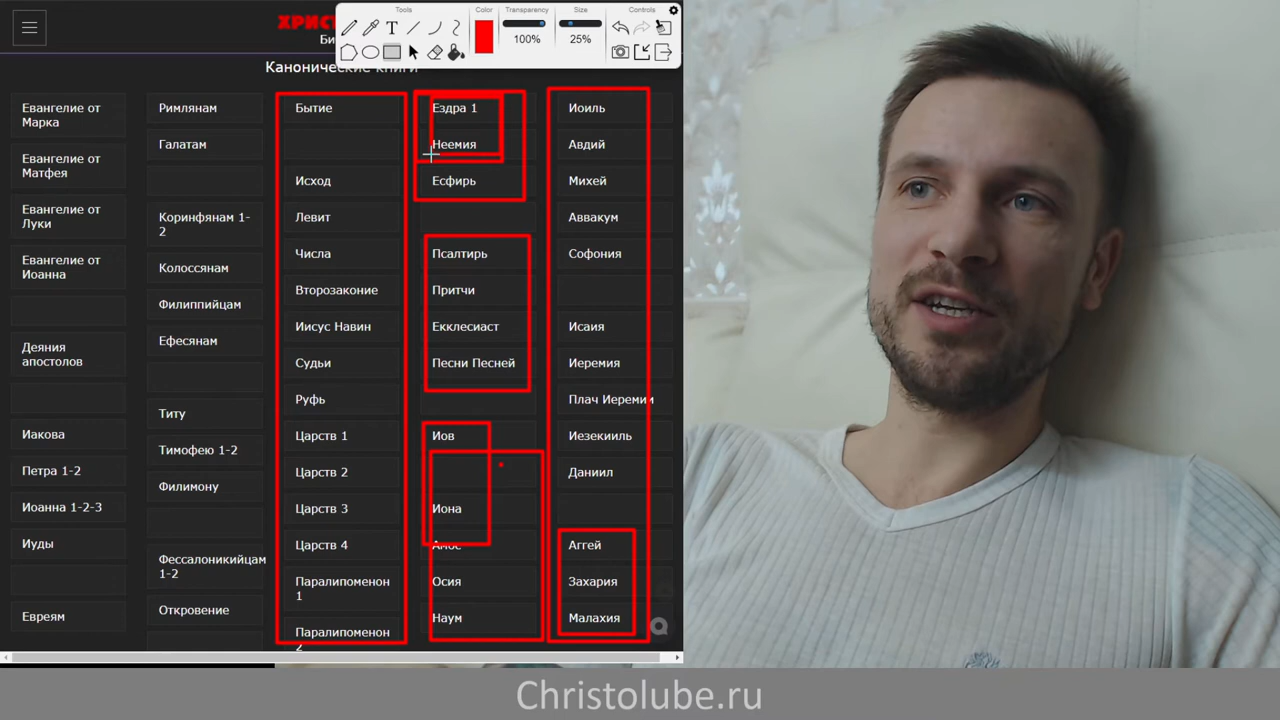 ХРИСТ
Tools
Color
Transparency
Size
Controls
100%
25%
Канонические книги
Евангелие от
Марка
Евангелие от
Матфея
Евангелие от
Луки
Евангелие от
Иоанна
Деяния
апостолов
Иакова
Петра 1-2
Иоанна 1-2-3
Иуды
Евреям
Римлянам
Галатам
Коринфянам 1-
2
Колоссянам
Филиппийцам
Ефесянам
Титу
Тимофею 1-2
Филимону
Фессалоникийцам
1-2
Откровение
Бытие
Исход
Левит
Числа
Второзаконие
Иисус Навин
Судьи
Руфь
Царств 1
Царств 2
Царств 3
Царств 4
Паралипоменон
1
Паралипоменон
2
Ездра 1
Неемия
Есфирь
Псалтирь
Притчи
Екклесиаст
Песни Песней
Иов
Иона
Амос
Осия
Наум
Иоиль
Авдий
Михей
Аввакум
Софония
Исаия
Иеремия
Плач Иеремии
Иезекииль
Даниил
Аггей
Захария
Малахия
Christolube.ru